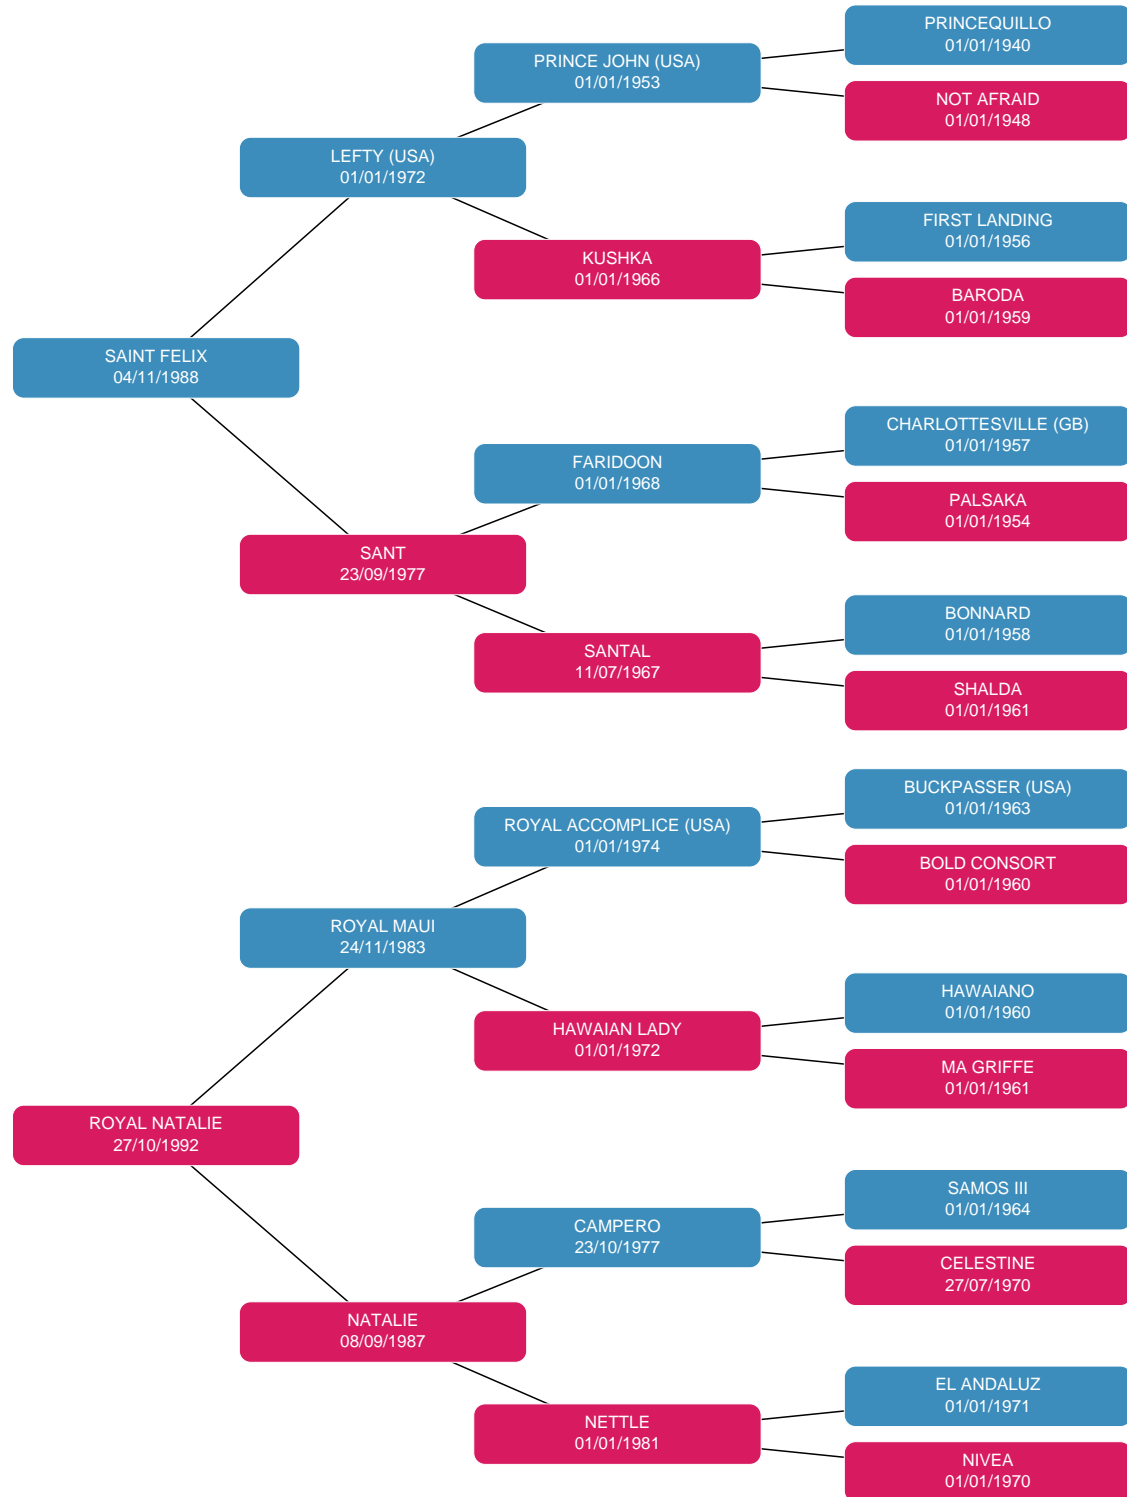 PRINCEQUILLO
01/01/1940
PRINCE JOHN (USA)
01/01/1953
NOT AFRAID
01/01/1948
LEFTY (USA)
01/01/1972
FIRST LANDING
01/01/1956
KUSHKA
01/01/1966
BARODA
01/01/1959
SAINT FELIX
04/11/1988
CHARLOTTESVILLE (GB)
01/01/1957
FARIDOON
01/01/1968
PALSAKA
01/01/1954
SANT
23/09/1977
BONNARD
01/01/1958
SANTAL
11/07/1967
SHALDA
01/01/1961
BUCKPASSER (USA)
01/01/1963
ROYAL ACCOMPLICE (USA)
01/01/1974
BOLD CONSORT
01/01/1960
ROYAL MAUI
24/11/1983
HAWAIANO
01/01/1960
HAWAIAN LADY
01/01/1972
MA GRIFFE
01/01/1961
ROYAL NATALIE
27/10/1992
SAMOS III
01/01/1964
CAMPERO
23/10/1977
CELESTINE
27/07/1970
NATALIE
08/09/1987
EL ANDALUZ
01/01/1971
NETTLE
01/01/1981
NIVEA
01/01/1970